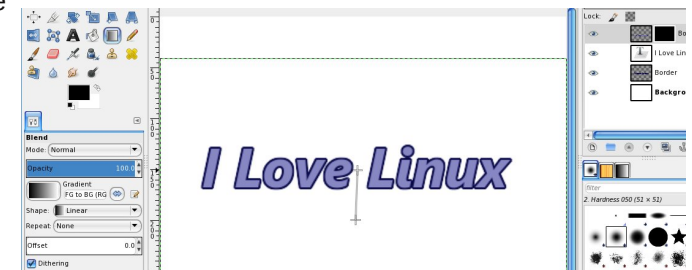 Blend
Mode: Normal
Opacity 100.0
Gradient
FG to BG (RG
Shape: Linear
Repeat: None
Offset 0.0
Dithering
I Love Linux
Lock:
Bo
I Love Lin
Border
Backgro
filter
2. Hardness 050 (51 × 51)